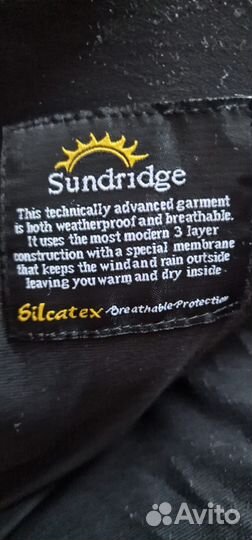 Sundridge
This technically advanced garment
is both weatherproof and breathable.
It uses the most modern 3 layer
construction with a special membrane
that keeps the wind and rain outside
leaving you warm and dry inside
Silcatex Breathable Protection
Avito